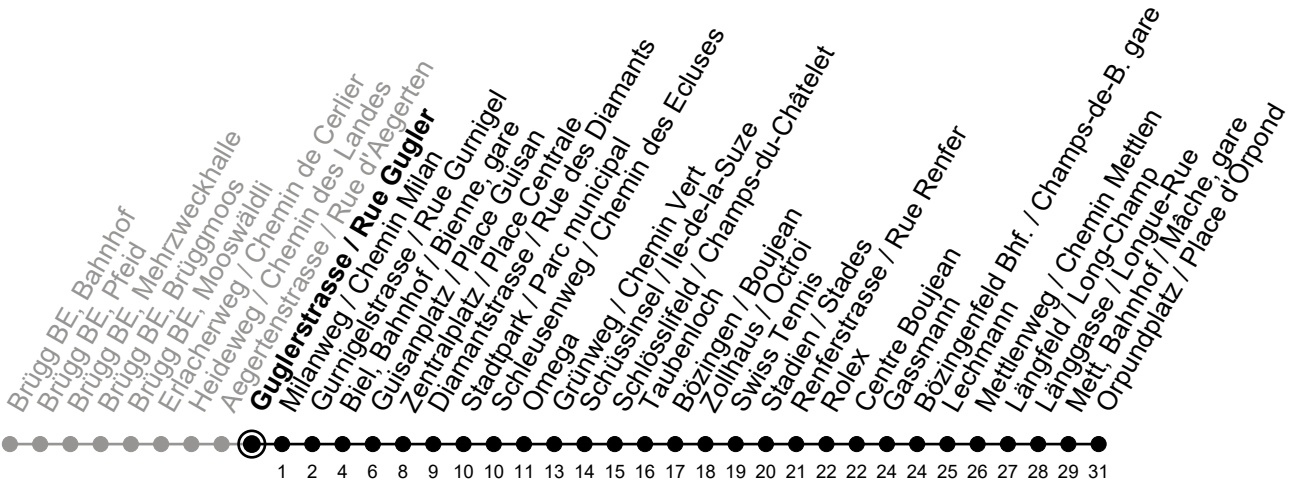 Brügg BE, Bahnhof
Brügg BE, Pfeid
Brügg BE, Mehrzweckhalle
Brügg BE, Brüggmoos
Brügg BE, Mooswäldli
Erlacherweg / Chemin de Cerlier
Heideweg / Chemin des Landes
Aegertenstrasse / Rue d'Aegerten
Guglerstrasse / Rue Gugler
Milanweg / Chemin Milan
Gurnigelstrasse / Rue Gurnigel
Biel, Bahnhof / Bienne, gare
Guisanplatz / Place Guisan
Zentralplatz / Place Centrale
Diamantstrasse / Rue des Diamants
Stadtpark / Parc municipal
Schleusenweg / Chemin des Ecluses
Omega
Grünweg / Chemin Vert
Schüssinsel / Ile-de-la-Suze
Schlösslifeld / Champs-du-Châtelet
Taubenloch
Bözingen / Boujean
Zollhaus / Octroi
Swiss Tennis
Stadien / Stades
Renferstrasse / Rue Renfer
Rolex
Centre Boujean
Gassmann
Bözingenfeld Bhf. / Champs-de-B. gare
Lechmann
Mettlenweg / Chemin Mettlen
Längfeld / Long-Champ
Länggasse / Longue-Rue
Mett, Bahnhof / Mâche, gare
Orpundplatz / Place d'Orpond
1 2 4 6 8 9 10 10 11 13 14 15 16 17 18 19 20 21 22 22 24 24 25 26 27 28 29 31